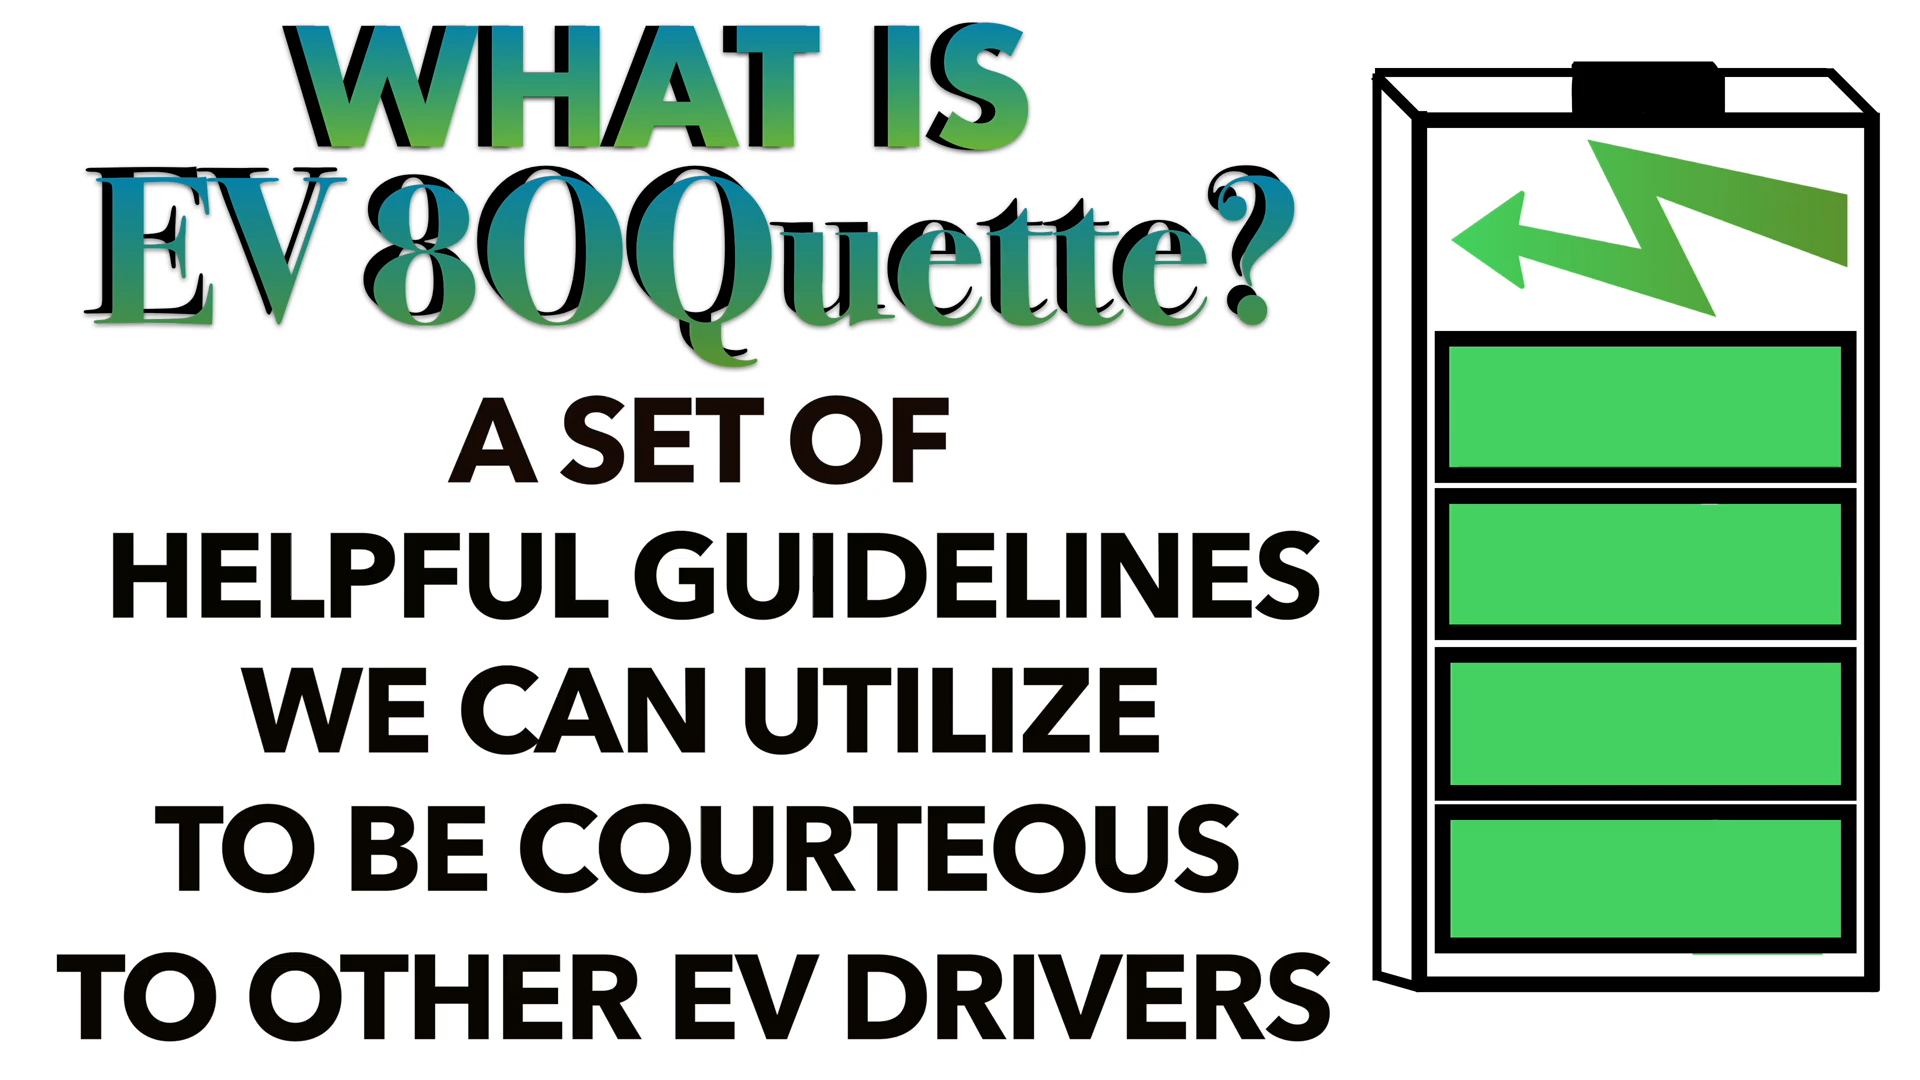 WHAT IS
EV 80Quette?
A SET OF
HELPFUL GUIDELINES
WE CAN UTILIZE
TO BE COURTEOUS
TO OTHER EV DRIVERS